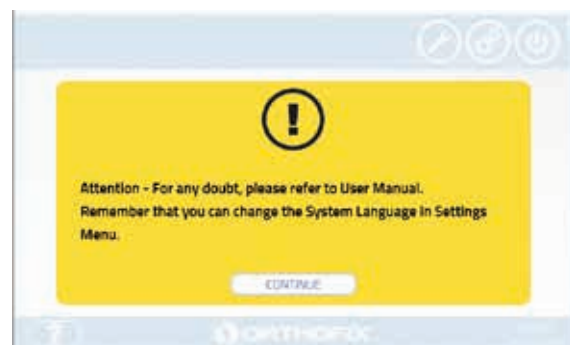 Attention - For any doubt, please refer to User Manual.
Remember that you can change the System Language in Settings
Menu.
CONTINUE
ORTHOFIX